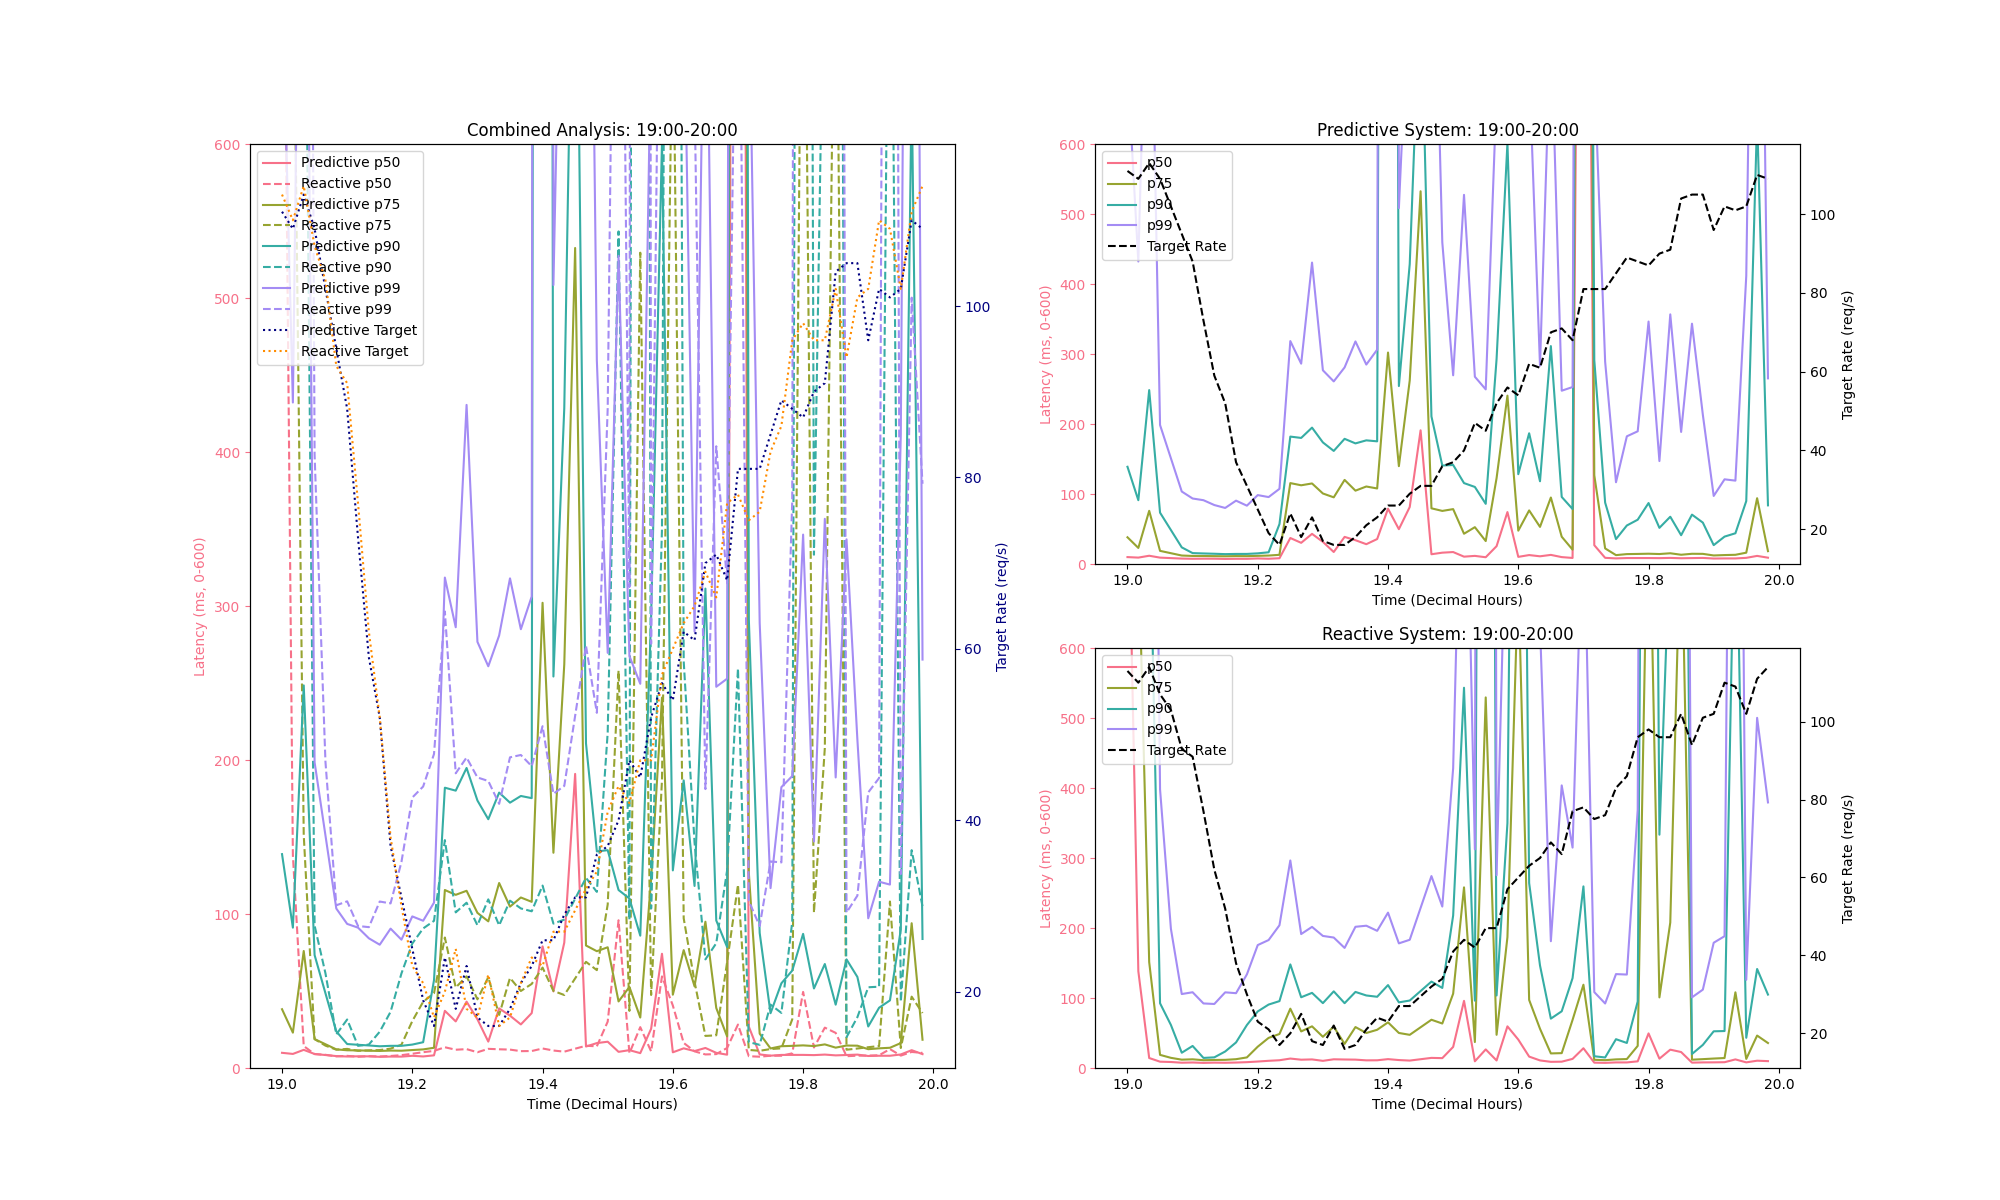 Combined Analysis: 19:00-20:00
600
500
400
300
200
100
0
Latency (ms, 0-600)
Predictive p50
Reactive p50
Predictive p75
Reactive p75
Predictive p90
Reactive p90
Predictive p99
Reactive p99
Predictive Target
Reactive Target
100
80
60
40
20
Target Rate (req/s)
19.0 19.2 19.4 19.6 19.8 20.0
Time (Decimal Hours)
Predictive System: 19:00-20:00
600
500
400
300
200
100
0
Latency (ms, 0-600)
p50
p75
p90
p99
Target Rate
100
80
60
40
20
Target Rate (req/s)
19.0 19.2 19.4 19.6 19.8 20.0
Time (Decimal Hours)
Reactive System: 19:00-20:00
600
500
400
300
200
100
0
Latency (ms, 0-600)
p50
p75
p90
p99
Target Rate
100
80
60
40
20
Target Rate (req/s)
19.0 19.2 19.4 19.6 19.8 20.0
Time (Decimal Hours)